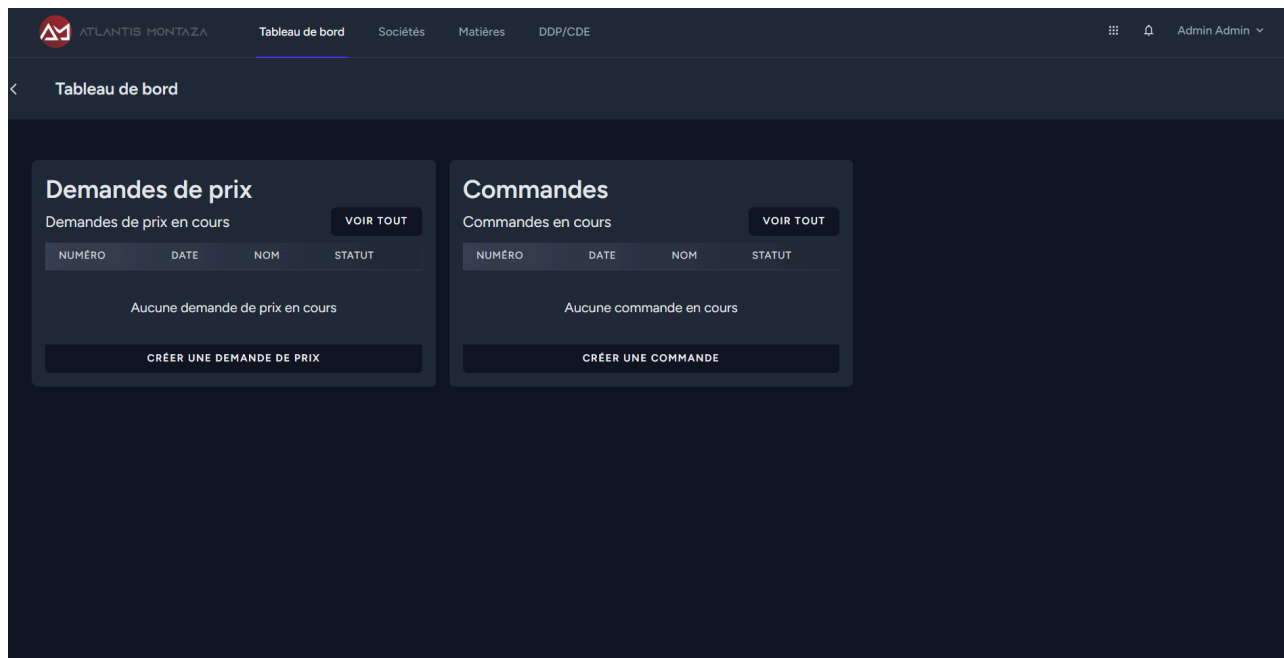 ATLANTIS MONTAZA Tableau de bord Sociétés Matières DDP/CDE Admin Admin
Tableau de bord
Demandes de prix
Demandes de prix en cours VOIR TOUT
NUMÉRO DATE NOM STATUT
Aucune demande de prix en cours
CRÉER UNE DEMANDE DE PRIX
Commandes
Commandes en cours VOIR TOUT
NUMÉRO DATE NOM STATUT
Aucune commande en cours
CRÉER UNE COMMANDE